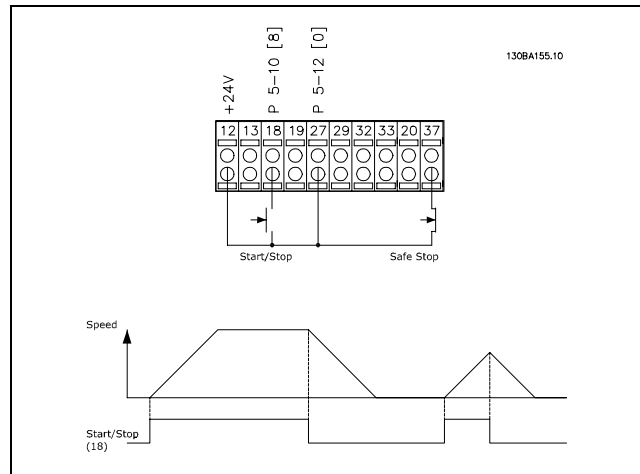 130BA155.10
+24V
P 5-10 [8]
P 5-12 [0]
12 13 18 19 27 29 32 33 20 37
Start/Stop
Safe Stop
Speed
Start/Stop
(18)